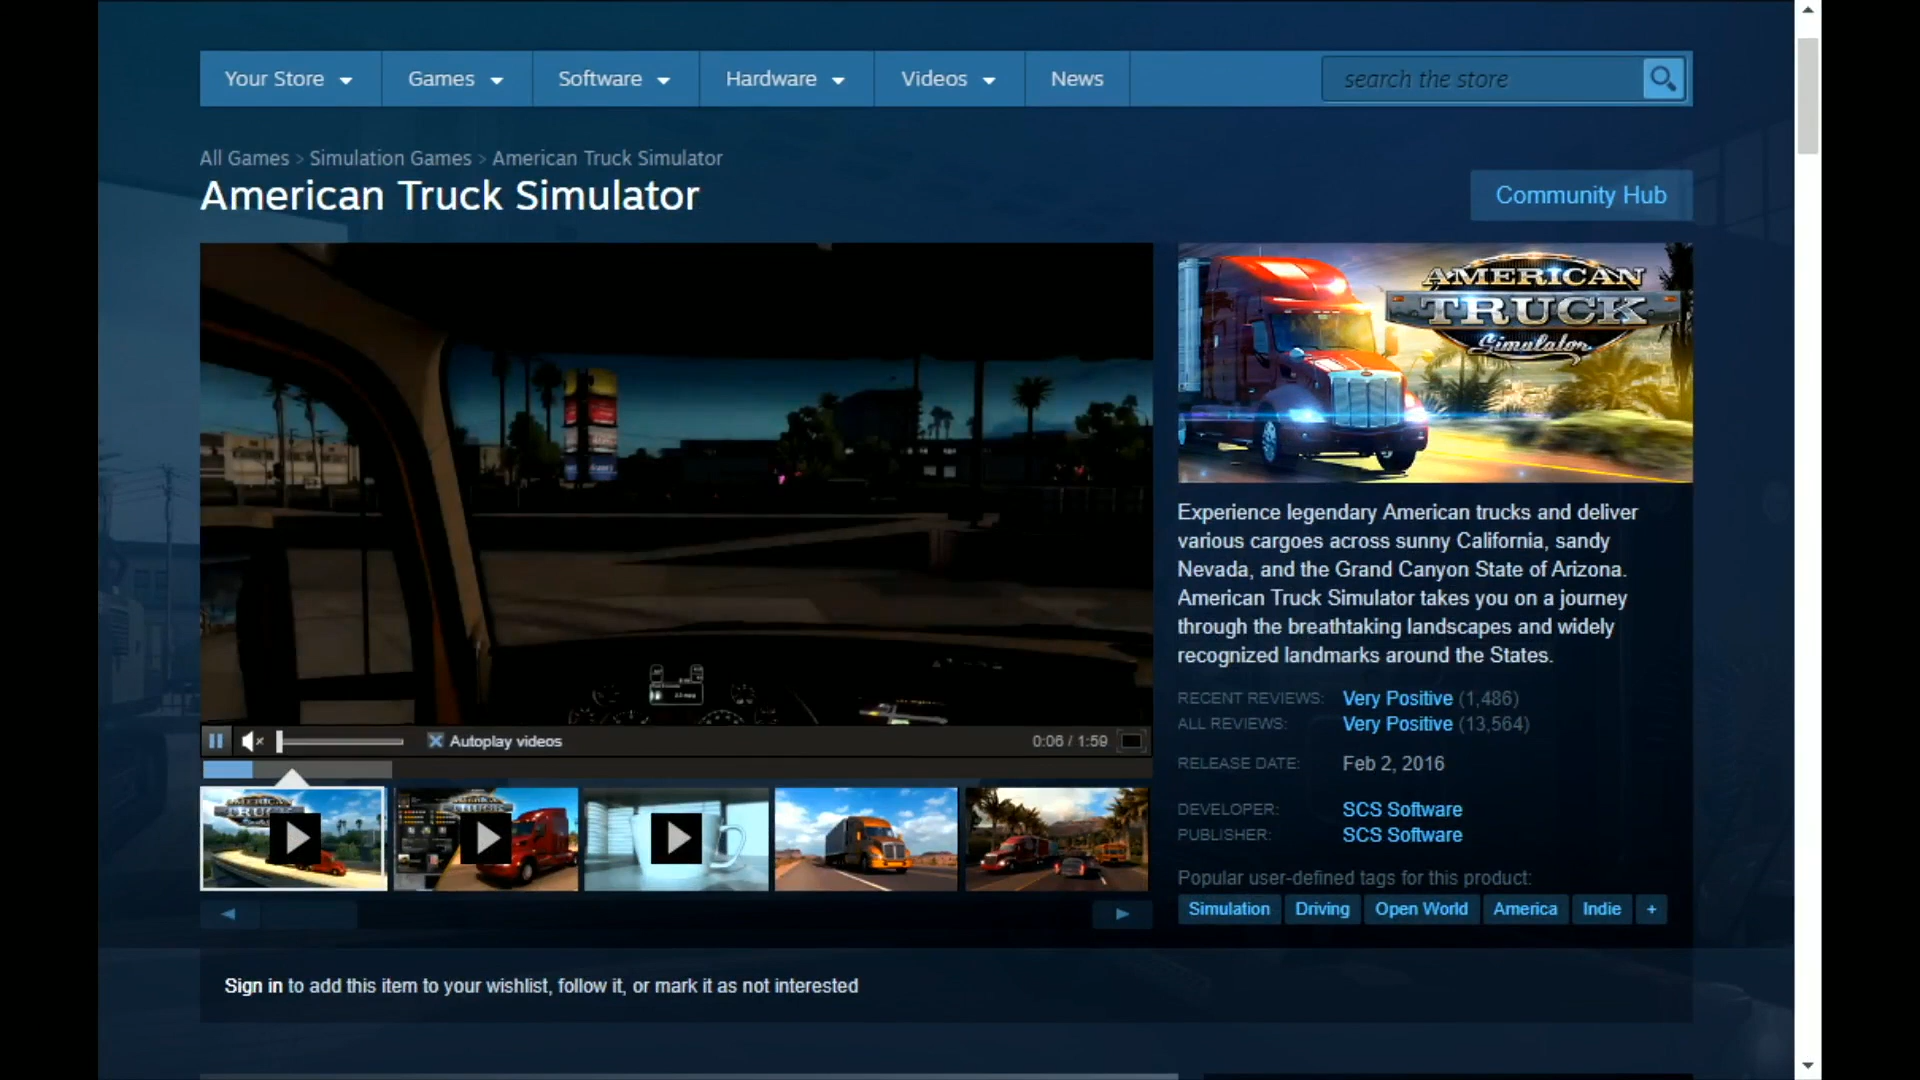 Your Store
Games
Software
Hardware
Videos
News
search the store
All Games > Simulation Games > American Truck Simulator
American Truck Simulator
Community Hub
AMERICAN
TRUCK
Simulator
Experience legendary American trucks and deliver
various cargoes across sunny California, sandy
Nevada, and the Grand Canyon State of Arizona.
American Truck Simulator takes you on a journey
through the breathtaking landscapes and widely
recognized landmarks around the States.
RECENT REVIEWS: Very Positive (1,486)
ALL REVIEWS: Very Positive (13,564)
RELEASE DATE: Feb 2, 2016
DEVELOPER: SCS Software
PUBLISHER: SCS Software
Popular user-defined tags for this product:
Simulation
Driving
Open World
America
Indie
+
Autoplay videos
0:06 / 1:59
Sign in to add this item to your wishlist, follow it, or mark it as not interested